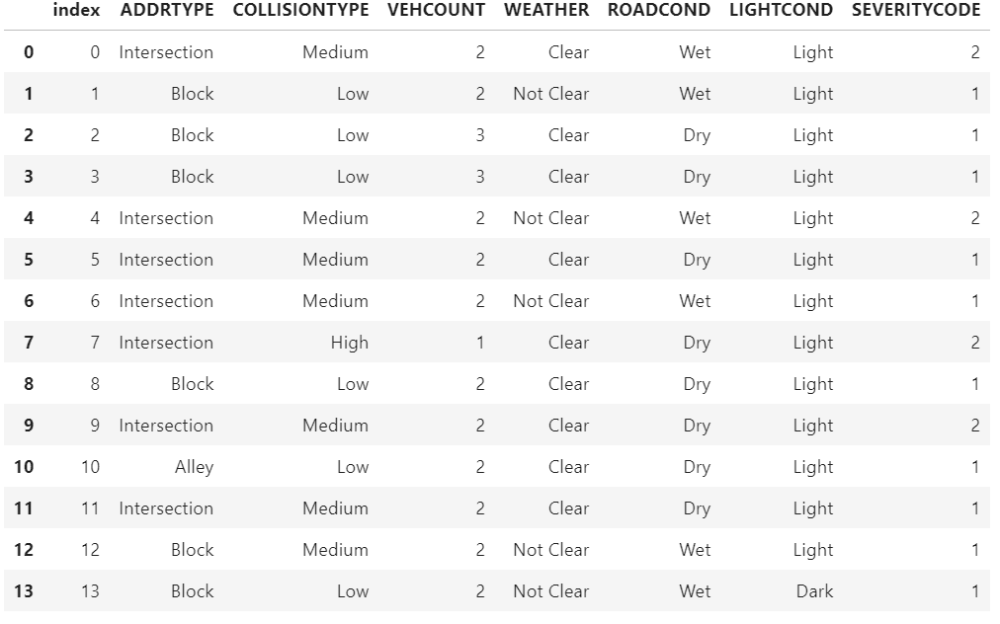 index ADDRTYPE COLLISIONTYPE VEHCOUNT WEATHER ROADCOND LIGHTCOND SEVERITYCODE
0 0 Intersection Medium 2 Clear Wet Light 2
1 1 Block Low 2 Not Clear Wet Light 1
2 2 Block Low 3 Clear Dry Light 1
3 3 Block Low 3 Clear Dry Light 1
4 4 Intersection Medium 2 Not Clear Wet Light 2
5 5 Intersection Medium 2 Clear Dry Light 1
6 6 Intersection Medium 2 Not Clear Wet Light 1
7 7 Intersection High 1 Clear Dry Light 2
8 8 Block Low 2 Clear Dry Light 1
9 9 Intersection Medium 2 Clear Dry Light 2
10 10 Alley Low 2 Clear Dry Light 1
11 11 Intersection Medium 2 Clear Dry Light 1
12 12 Block Medium 2 Not Clear Wet Light 1
13 13 Block Low 2 Not Clear Wet Dark 1